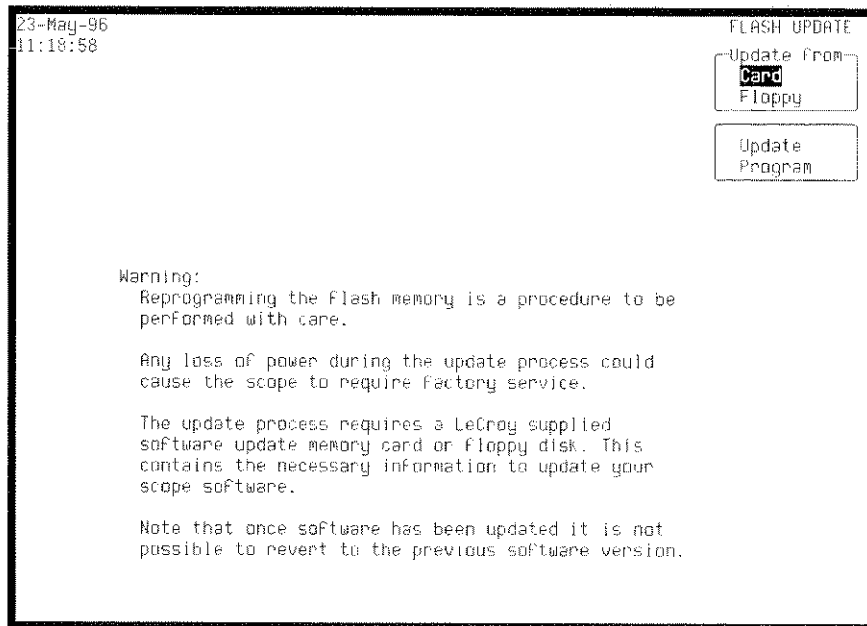 23-May-96
11:18:58
FLASH UPDATE
Update from
Card
Floppy
Update
Program
Warning:
Reprogramming the Flash memory is a procedure to be
performed with care.
Any loss of power during the update process could
cause the scope to require Factory service.
The update process requires a LeCroy supplied
software update memory card or floppy disk. This
contains the necessary information to update your
scope software.
Note that once software has been updated it is not
possible to revert to the previous software version.